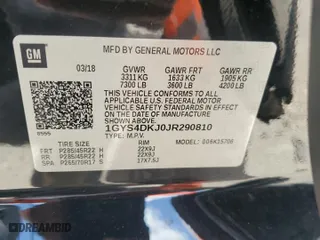 GM
MFD BY GENERAL MOTORS LLC
03/18 GVWR GAWR FRT GAWR RR
3311 KG 1633 KG 1905 KG
7300 LB 3600 LB 4200 LB
THIS VEHICLE CONFORMS TO ALL APPLICABLE U.S. FEDERAL MOTOR VEHICLE SAFETY STANDARDS IN EFFECT ON THE DATE OF MANUFACTURE SHOWN ABOVE.
1GYS4DKJ0JR290810
TYPE: M.P.V. MODEL:
TIRE SIZE RIM
FRT P285/45R22 H 22X9J
RR P285/45R22 H 22X9J
SPA P265/70R17 S 17X7.5J